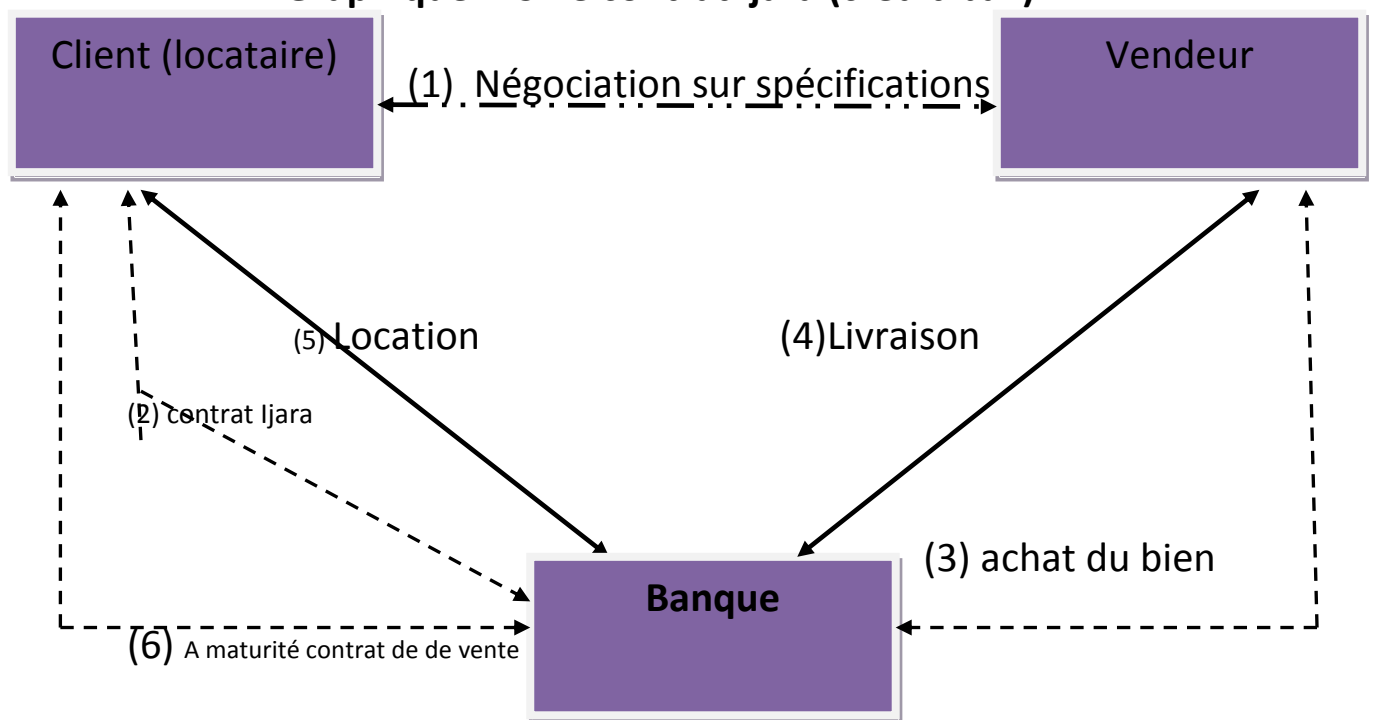 Client (locataire)
Vendeur
(1) Négociation sur spécifications
(5) Location
(4)Livraison
(2) contrat Ijara
(3) achat du bien
Banque
(6) A maturité contrat de de vente